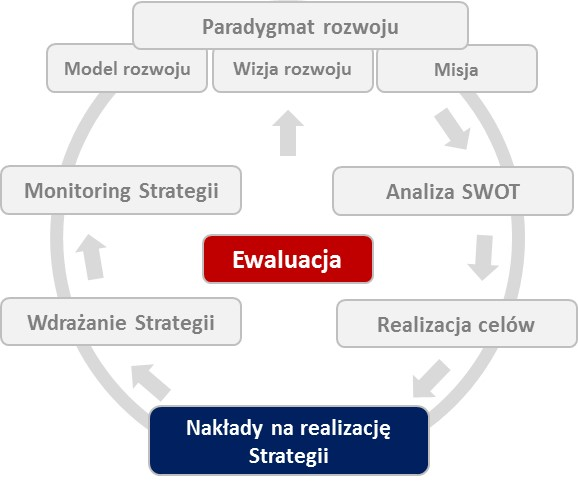 Paradygmat rozwoju
Model rozwoju
Wizja rozwoju
Misja
Monitoring Strategii
Analiza SWOT
Ewaluacja
Wdrażanie Strategii
Realizacja celów
Nakłady na realizację
Strategii